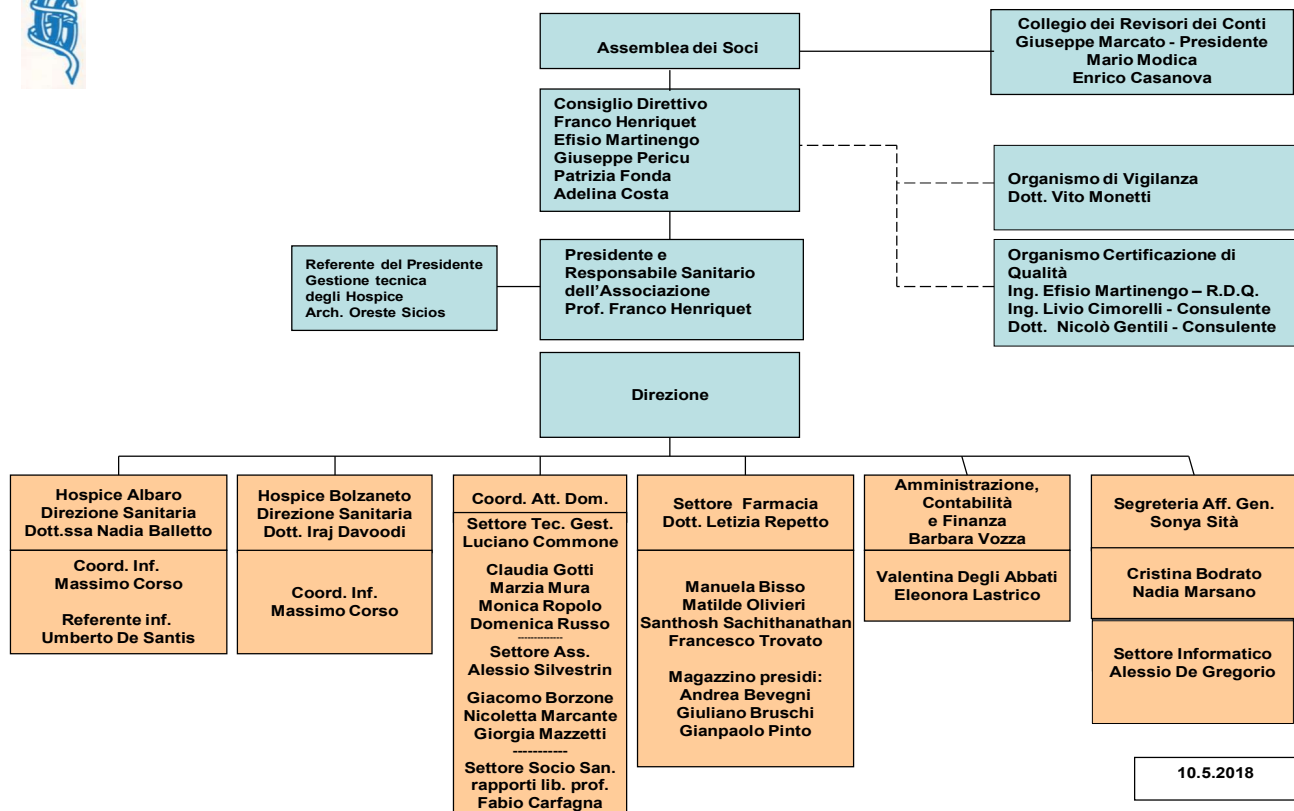 Assemblea dei Soci
Collegio dei Revisori dei Conti
Giuseppe Marcato - Presidente
Mario Modica
Enrico Casanova
Consiglio Direttivo
Franco Henriquet
Efisio Martinengo
Giuseppe Pericu
Patrizia Fonda
Adelina Costa
Organismo di Vigilanza
Dott. Vito Monetti
Referente del Presidente
Gestione tecnica
degli Hospice
Arch. Oreste Sicios
Presidente e
Responsabile Sanitario
dell'Associazione
Prof. Franco Henriquet
Organismo Certificazione di
Qualità
Ing. Efisio Martinengo – R.D.Q.
Ing. Livio Cimorelli - Consulente
Dott. Nicolò Gentili - Consulente
Direzione
Hospice Albaro
Direzione Sanitaria
Dott.ssa Nadia Balletto
Coord. Inf.
Massimo Corso
Referente inf.
Umberto De Santis
Hospice Bolzaneto
Direzione Sanitaria
Dott. Iraj Davoodi
Coord. Inf.
Massimo Corso
Coord. Att. Dom.
Settore Tec. Gest.
Luciano Commone
Claudia Gotti
Marzia Mura
Monica Ropolo
Domenica Russo
--------------
Settore Ass.
Alessio Silvestrin
Giacomo Borzone
Nicoletta Marcante
Giorgia Mazzetti
-----------
Settore Socio San.
rapporti lib. prof.
Fabio Carfagna
Settore Farmacia
Dott. Letizia Repetto
Manuela Bisso
Matilde Olivieri
Santhosh Sachithanathan
Francesco Trovato
Magazzino presidi:
Andrea Bevegni
Giuliano Bruschi
Gianpaolo Pinto
Amministrazione,
Contabilità
e Finanza
Barbara Vozza
Valentina Degli Abbati
Eleonora Lastrico
Segreteria Aff. Gen.
Sonya Sità
Cristina Bodrato
Nadia Marsano
Settore Informatico
Alessio De Gregorio
10.5.2018